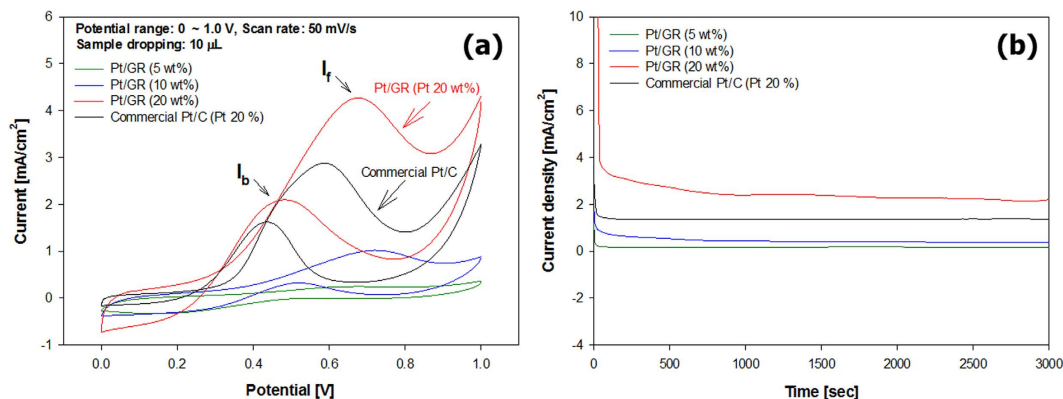 Potential range: 0 ~ 1.0 V, Scan rate: 50 mV/s
Sample dropping: 10 μL
Pt/GR (5 wt%)
Pt/GR (10 wt%)
Pt/GR (20 wt%)
Commercial Pt/C (Pt 20 %)
(a)
If
Pt/GR (Pt 20 wt%)
Ib
Commercial Pt/C
Current [mA/cm²]
6
5
4
3
2
1
0
-1
0.0
0.2
0.4
0.6
0.8
1.0
Potential [V]
Pt/GR (5 wt%)
Pt/GR (10 wt%)
Pt/GR (20 wt%)
Commercial Pt/C (Pt 20 %)
(b)
Current density [mA/cm²]
10
8
6
4
2
0
-2
-4
0
500
1000
1500
2000
2500
3000
Time [sec]